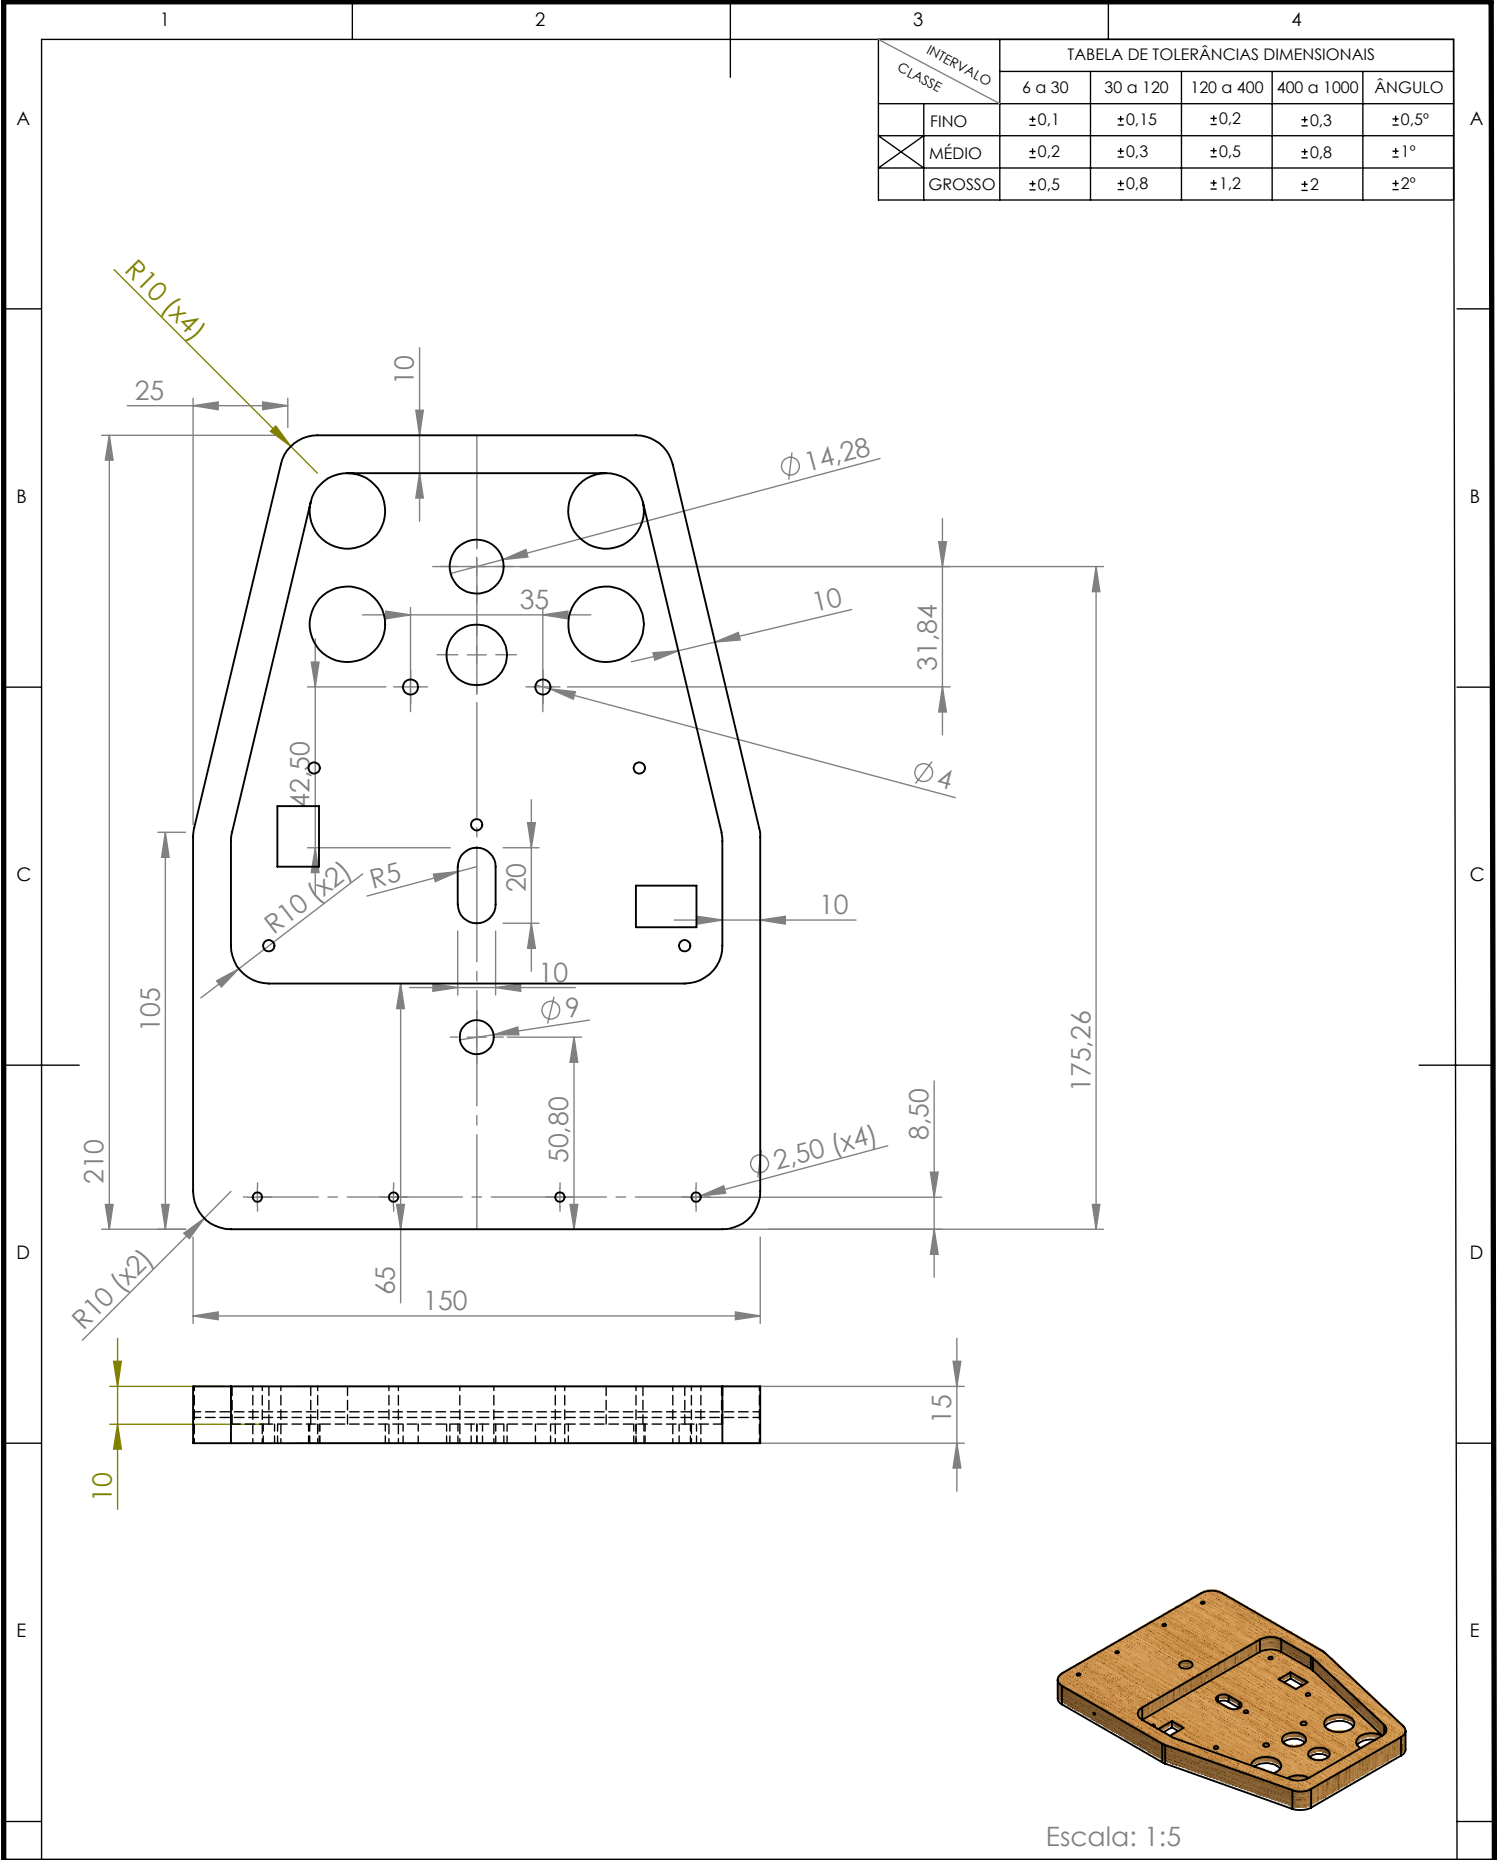 1 2 3 4
INTERVALO
CLASSE
TABELA DE TOLERÂNCIAS DIMENSIONAIS
6 a 30 30 a 120 120 a 400 400 a 1000 ÂNGULO
FINO ±0,1 ±0,15 ±0,2 ±0,3 ±0,5°
MÉDIO ±0,2 ±0,3 ±0,5 ±0,8 ±1°
GROSSO ±0,5 ±0,8 ±1,2 ±2 ±2°
A A
R10 (x4)
10
25
Ø14,28
B B
35
10
31,84
42,50
Ø4
C C
R10 (x2)
R5
20
10
10
Ø9
105
175,26
50,80
8,50
Ø2,50 (x4)
210
D D
R10 (x2)
65
150
15
10
E E
Escala: 1:5